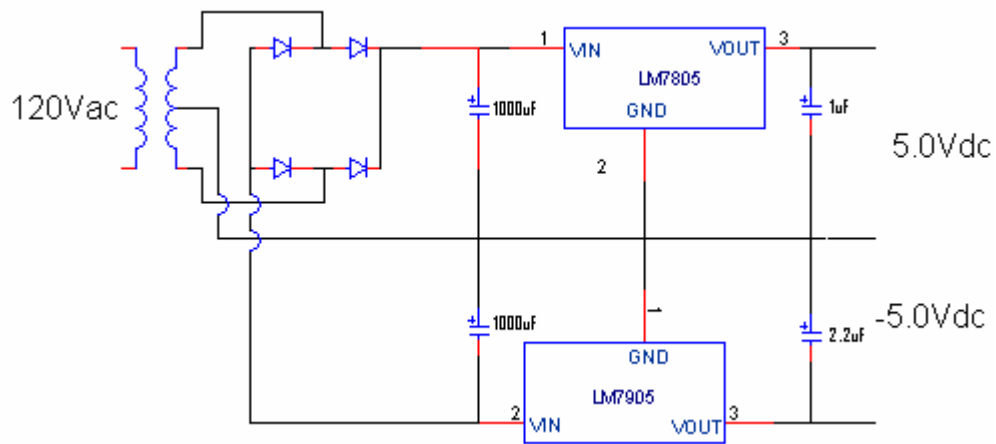 120Vac
1000uF
1
VIN
VOUT
3
LM7805
GND
2
1uF
5.0Vdc
1000uF
1
GND
LM7905
2
VIN
VOUT
3
2.2uF
-5.0Vdc